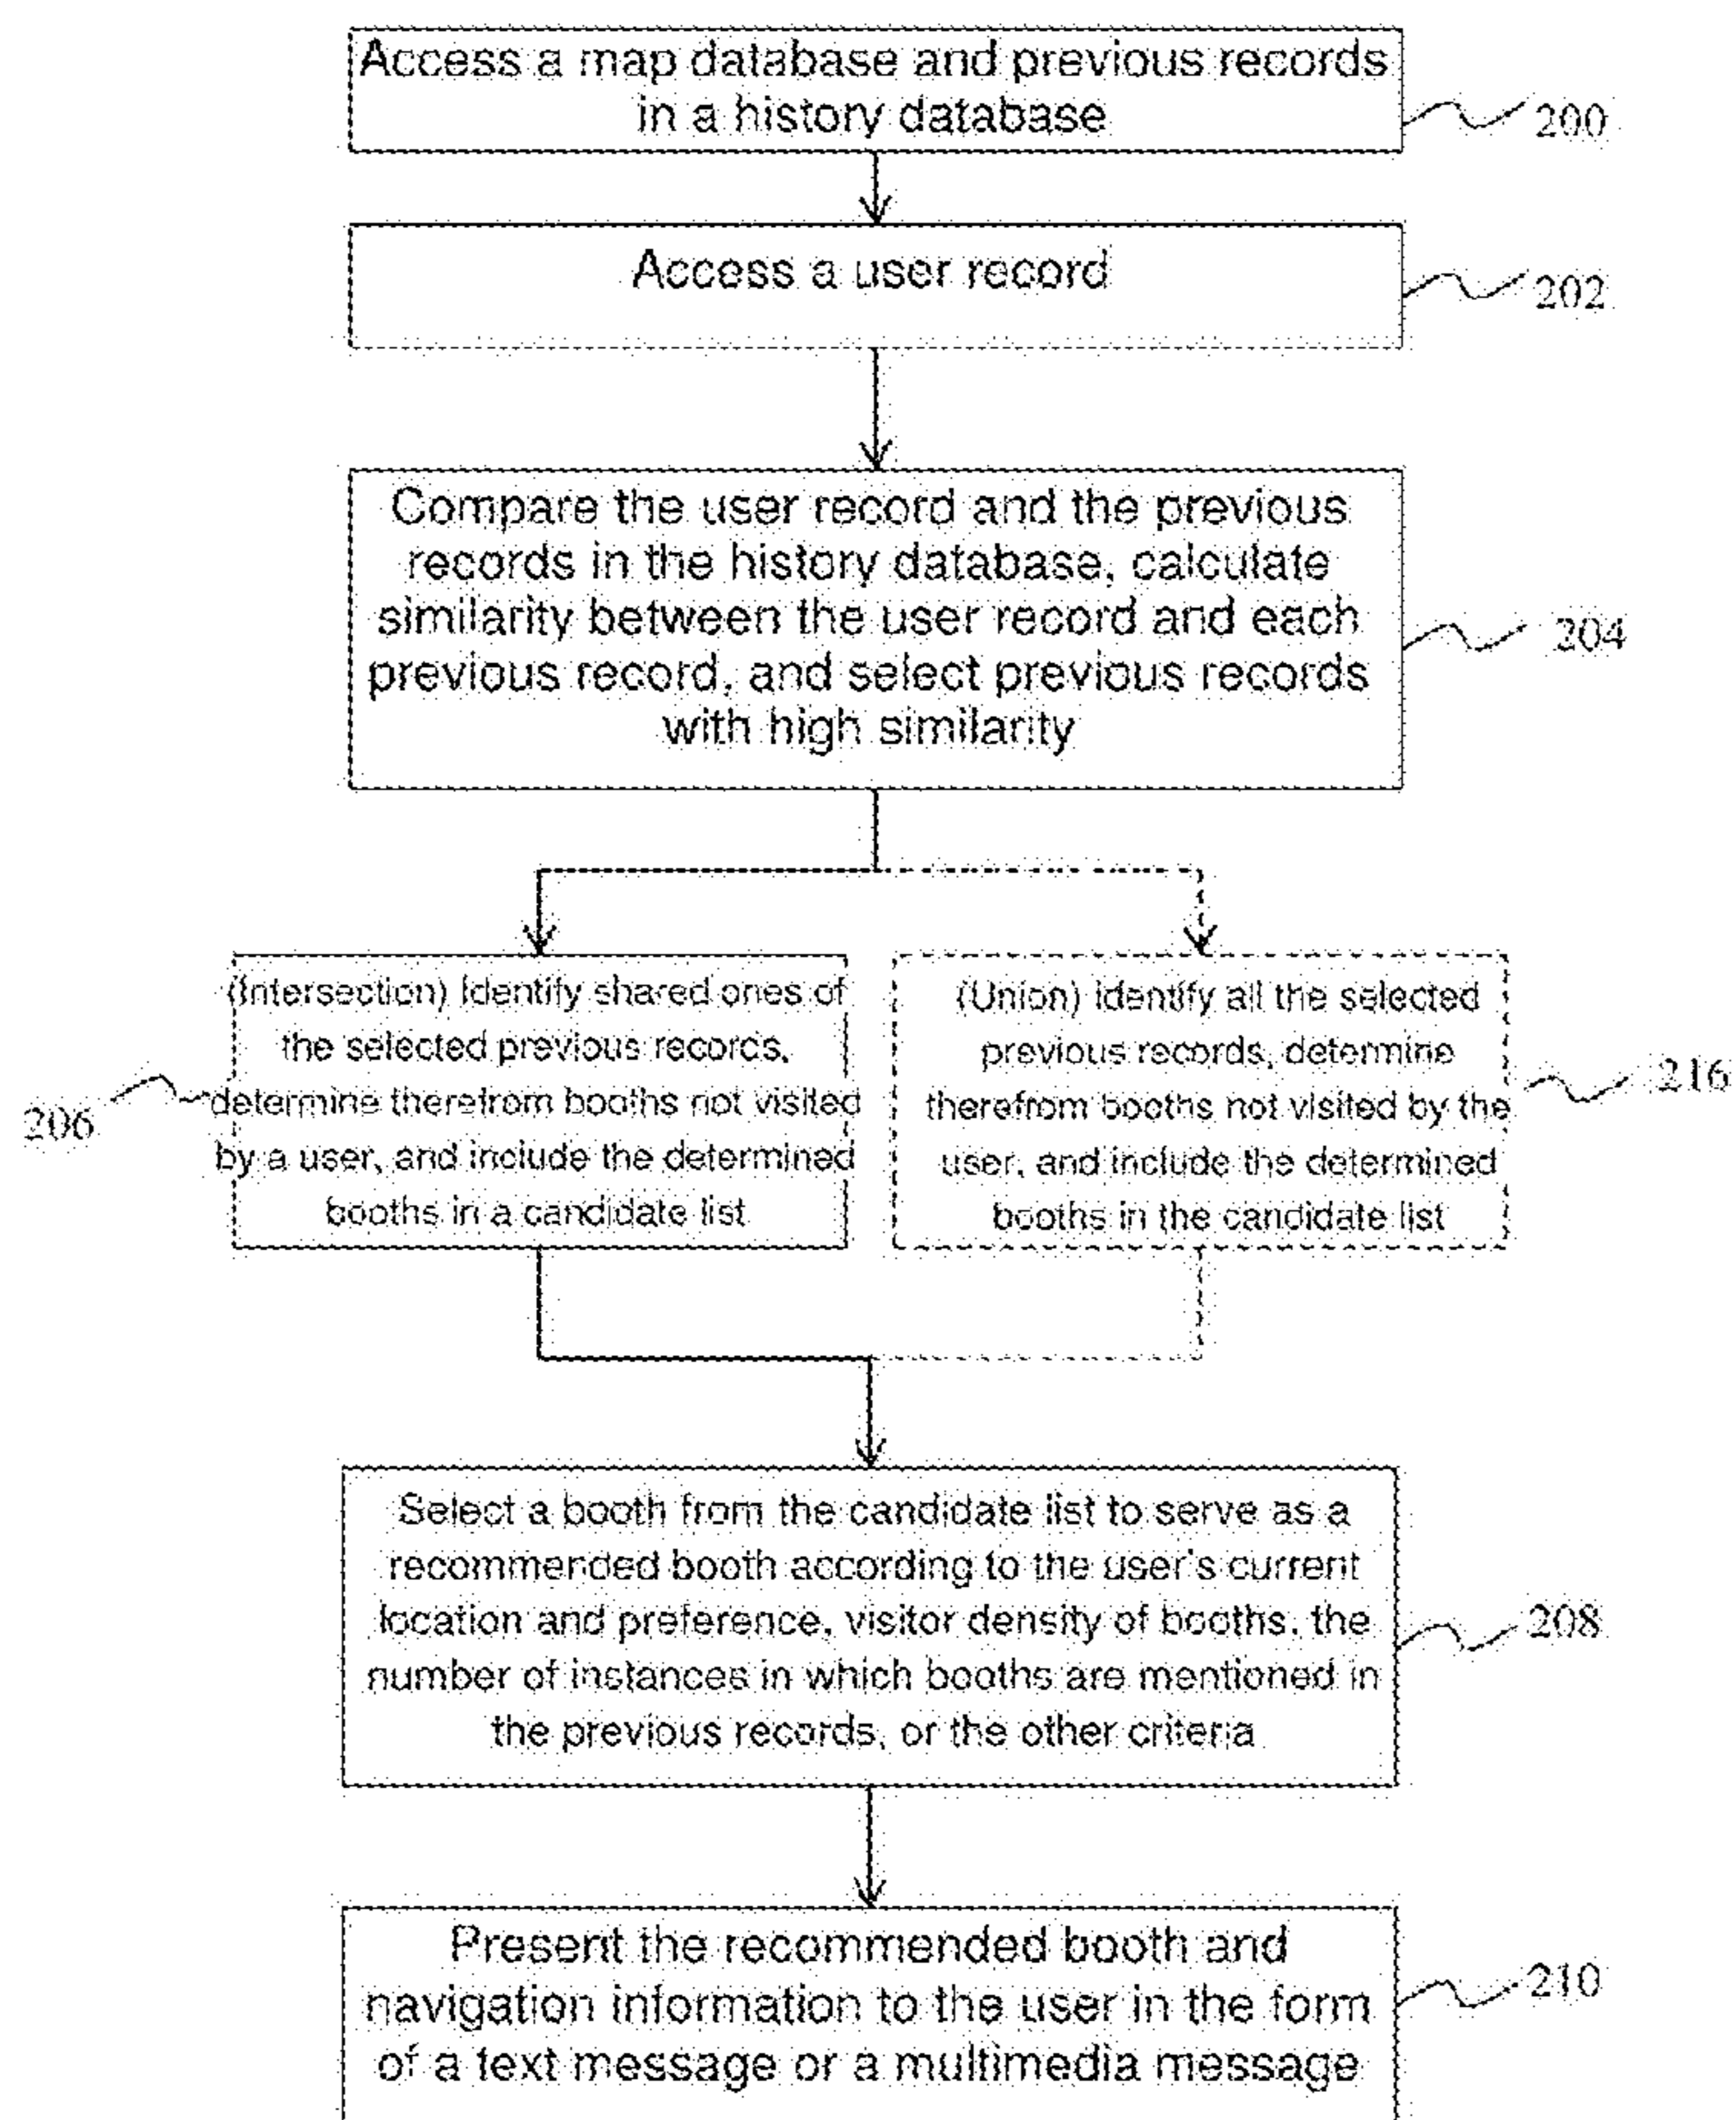 Access a map database and previous records
in a history database
200
Access a user record
202
Compare the user record and the previous
records in the history database, calculate
similarity between the user record and each
previous record, and select previous records
with high similarity
204
(Intersection) Identify shared ones of
the selected previous records,
determine therefrom booths not visited
by a user, and include the determined
booths in a candidate list
206
(Union) Identify all the selected
previous records, determine
therefrom booths not visited by the
user, and include the determined
booths in the candidate list
216
Select a booth from the candidate list to serve as a
recommended booth according to the user's current
location and preference, visitor density of booths, the
number of instances in which booths are mentioned in
the previous records, or the other criteria
208
Present the recommended booth and
navigation information to the user in the form
of a text message or a multimedia message
210